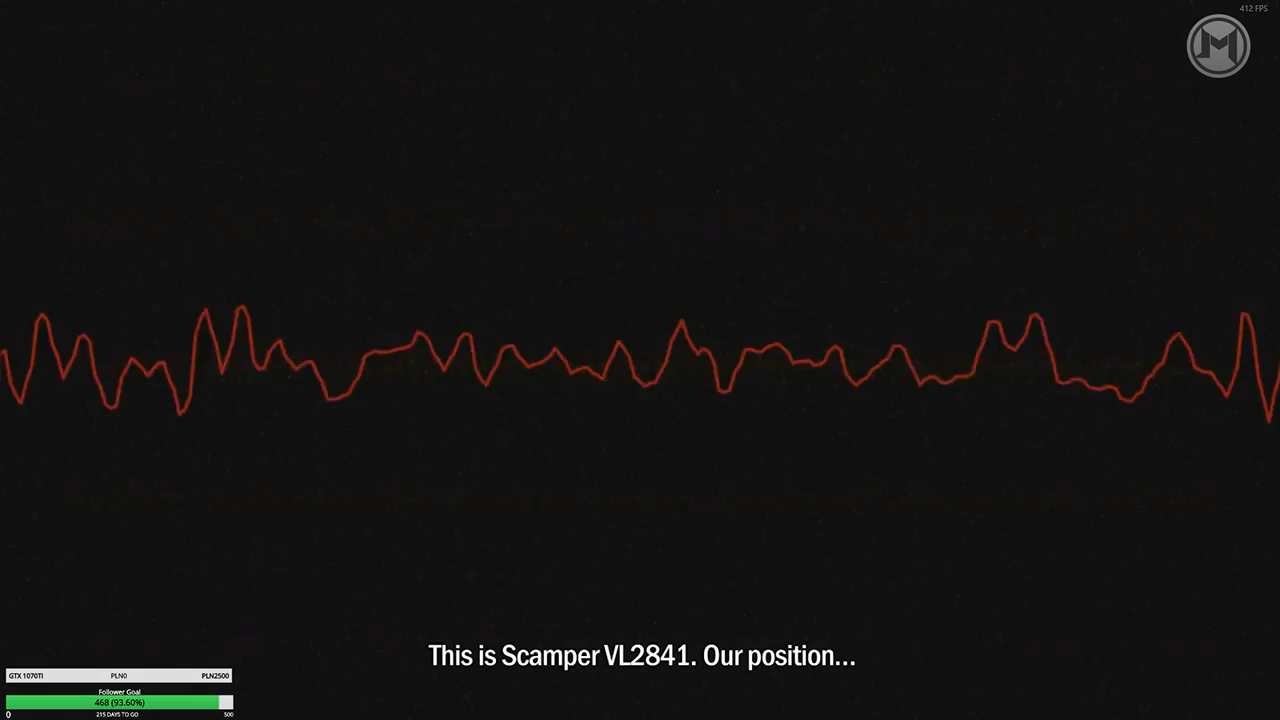 412 FPS
This is Scamper VL2841. Our position...
GTX 1070TI PLN0 PLN2500
Follower Goal
468 (93.60%)
0 215 DAYS TO GO 500